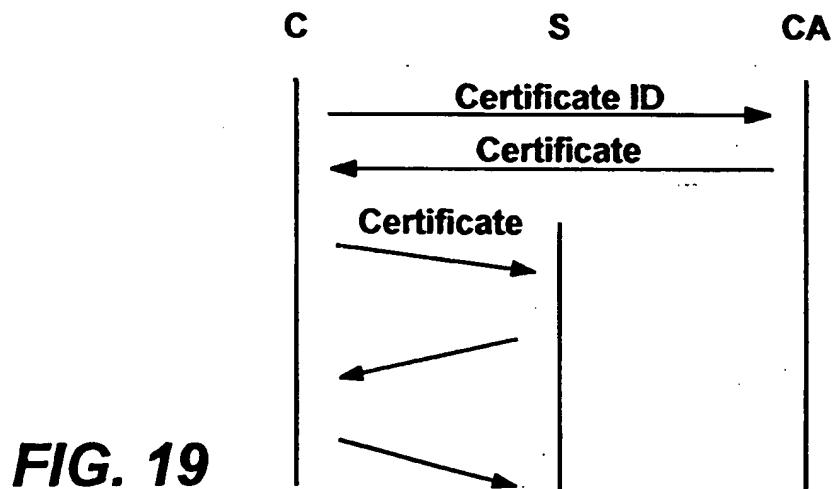 C S CA
Certificate ID
Certificate
Certificate
FIG. 19